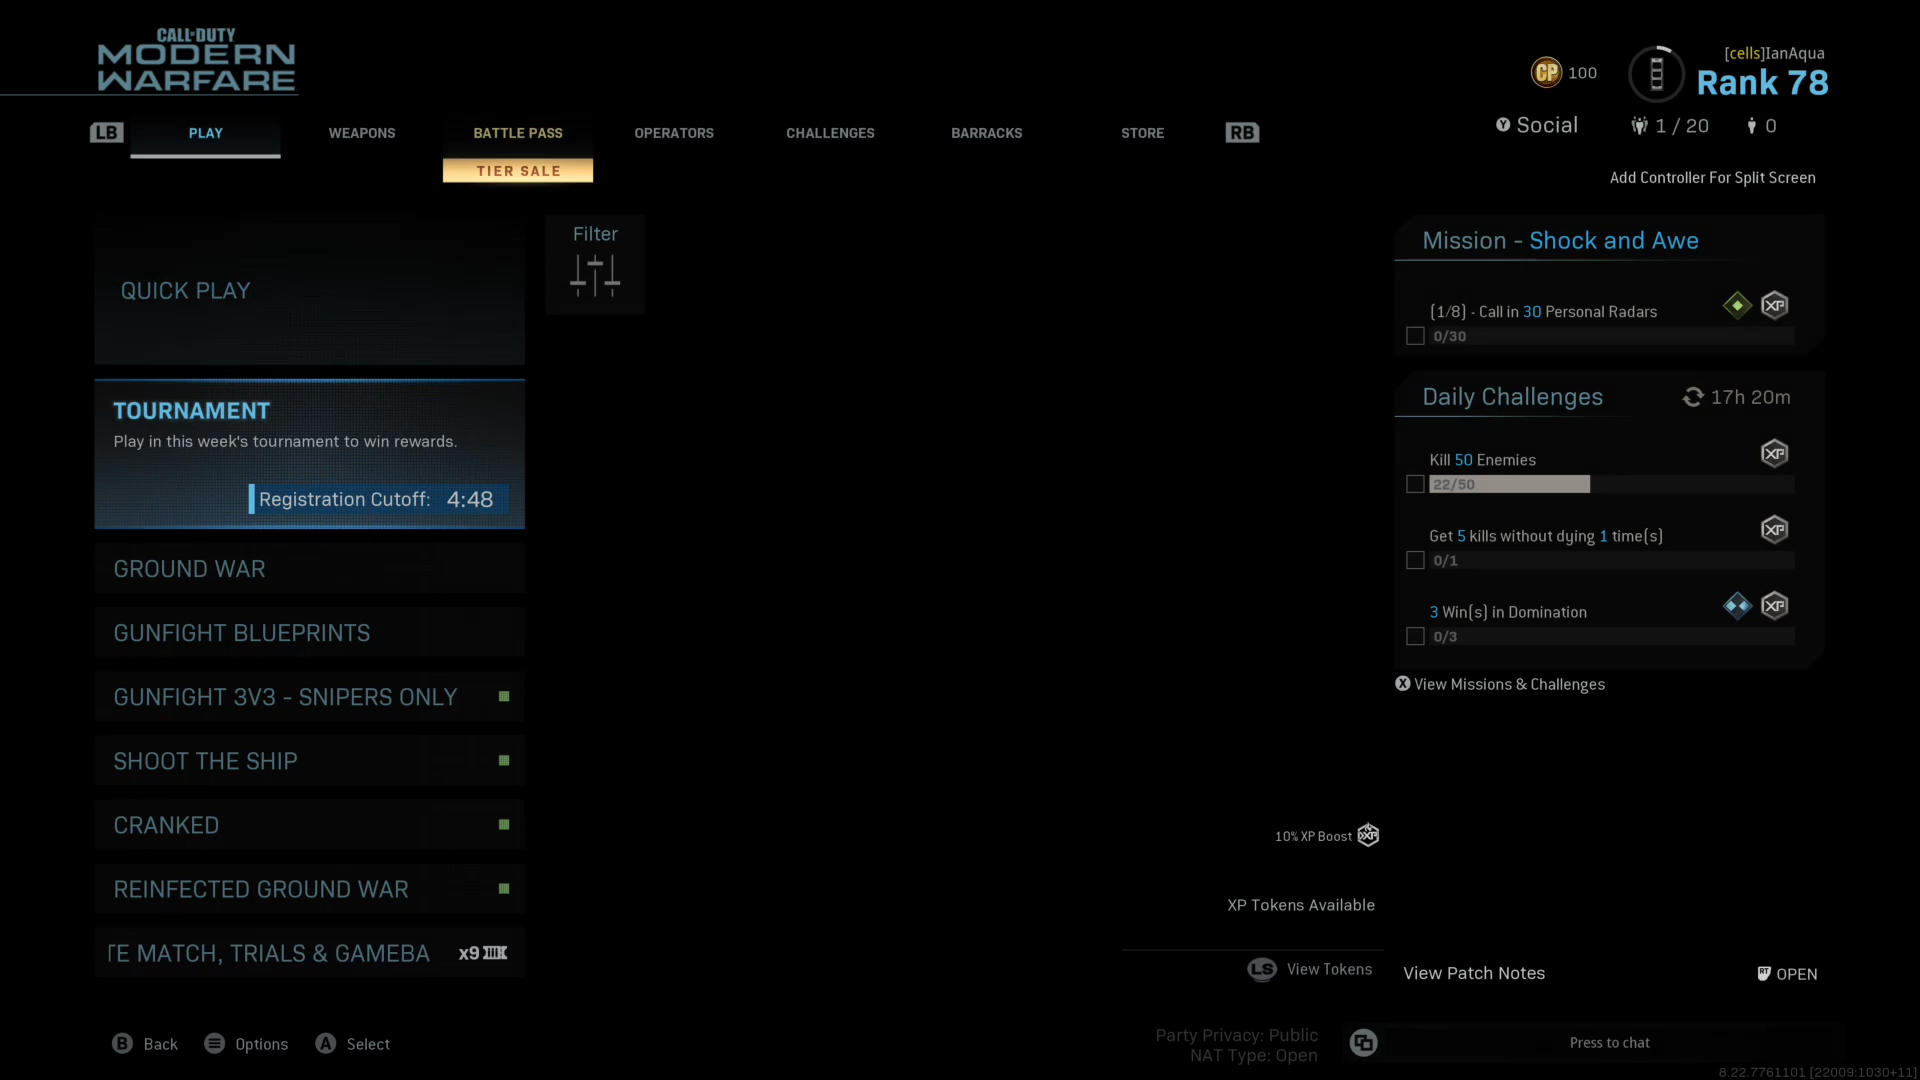 CALL OF DUTY
MODERN
WARFARE
CP 100
[cells]IanAqua
Rank 78
LB
PLAY
WEAPONS
BATTLE PASS
OPERATORS
CHALLENGES
BARRACKS
STORE
RB
TIER SALE
Y Social
1 / 20
0
Add Controller For Split Screen
QUICK PLAY
Filter
TOURNAMENT
Play in this week's tournament to win rewards.
Registration Cutoff: 4:48
GROUND WAR
GUNFIGHT BLUEPRINTS
GUNFIGHT 3V3 - SNIPERS ONLY
SHOOT THE SHIP
CRANKED
REINFECTED GROUND WAR
TE MATCH, TRIALS & GAMEBA x9
Mission - Shock and Awe
(1/8) - Call in 30 Personal Radars
XP
0/30
Daily Challenges
17h 20m
Kill 50 Enemies
XP
22/50
Get 5 kills without dying 1 time(s)
XP
0/1
3 Win(s) in Domination
XP
0/3
X View Missions & Challenges
10% XP Boost
XP Tokens Available
LS View Tokens
View Patch Notes
RT OPEN
B Back
Options
A Select
Party Privacy: Public
NAT Type: Open
Press to chat
8.22.7761101 [22009:1030+11]